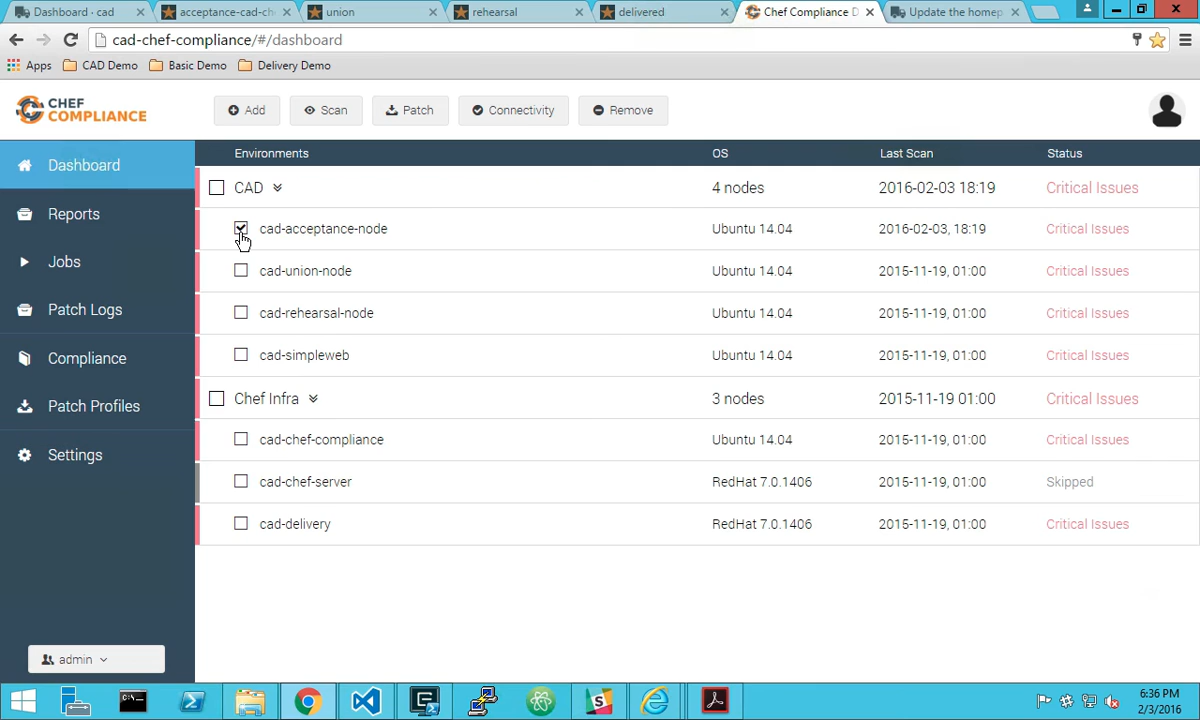 Dashboard · cad
acceptance-cad-ch
union
rehearsal
delivered
Chef Compliance D
Update the homep
cad-chef-compliance/#/dashboard
Apps
CAD Demo
Basic Demo
Delivery Demo
CHEF
COMPLIANCE
Add
Scan
Patch
Connectivity
Remove
Dashboard
Reports
Jobs
Patch Logs
Compliance
Patch Profiles
Settings
admin
Environments OS Last Scan Status
CAD 4 nodes 2016-02-03 18:19 Critical Issues
cad-acceptance-node Ubuntu 14.04 2016-02-03, 18:19 Critical Issues
cad-union-node Ubuntu 14.04 2015-11-19, 01:00 Critical Issues
cad-rehearsal-node Ubuntu 14.04 2015-11-19, 01:00 Critical Issues
cad-simpleweb Ubuntu 14.04 2015-11-19, 01:00 Critical Issues
Chef Infra 3 nodes 2015-11-19 01:00 Critical Issues
cad-chef-compliance Ubuntu 14.04 2015-11-19, 01:00 Critical Issues
cad-chef-server RedHat 7.0.1406 2015-11-19, 01:00 Skipped
cad-delivery RedHat 7.0.1406 2015-11-19, 01:00 Critical Issues
6:36 PM
2/3/2016